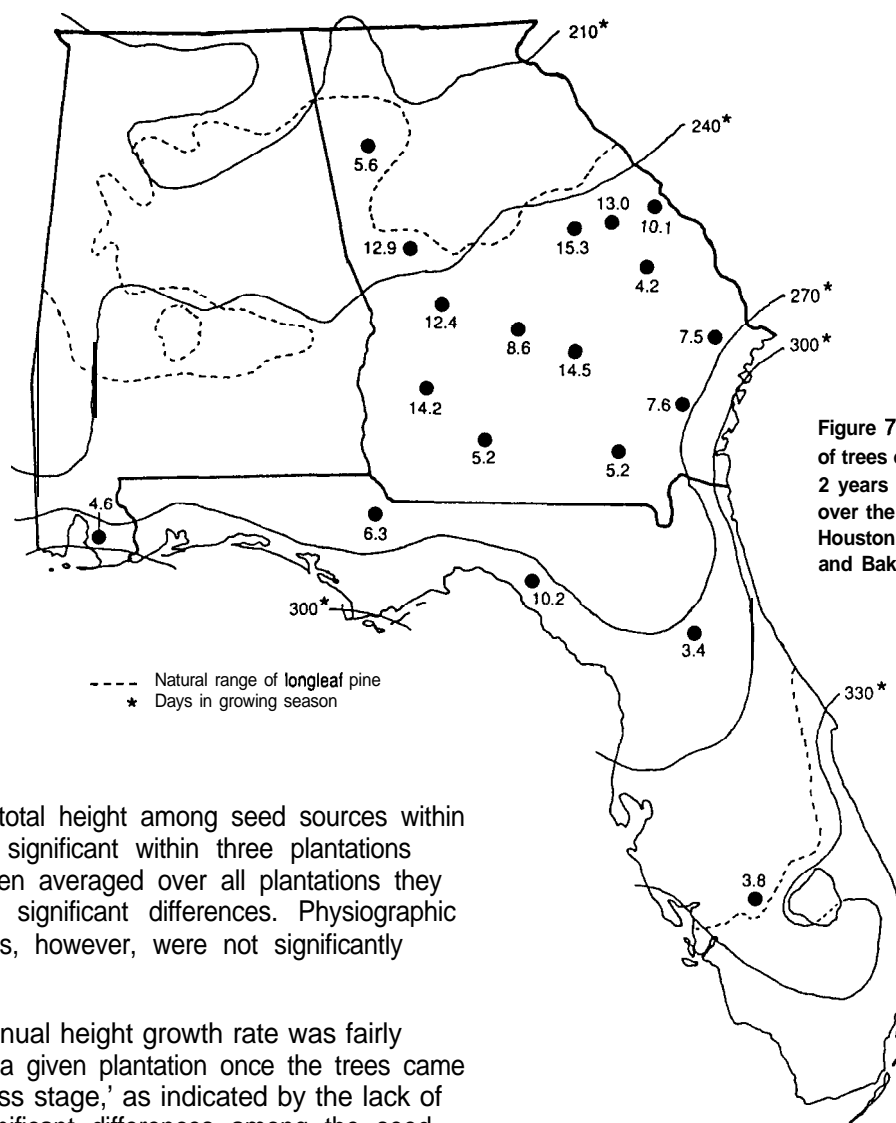 210*
240*
5.6
13.0
10.1
15.3
12.9
4.2
270*
12.4
8.6
7.5
300*
14.5
14.2
7.6
Figure 7
of trees
5.2
5.2
2 years
over the
4.6
Houston
6.3
and Bak
10.2
300*
3.4
---- Natural range of longleaf pine
* Days in growing season
330*
total height among seed sources within
significant within three plantations
en averaged over all plantations they
3.8
significant differences. Physiographic
s, however, were not significantly
nual height growth rate was fairly
a given plantation once the trees came
ss stage,' as indicated by the lack of
nificant differences among the seed